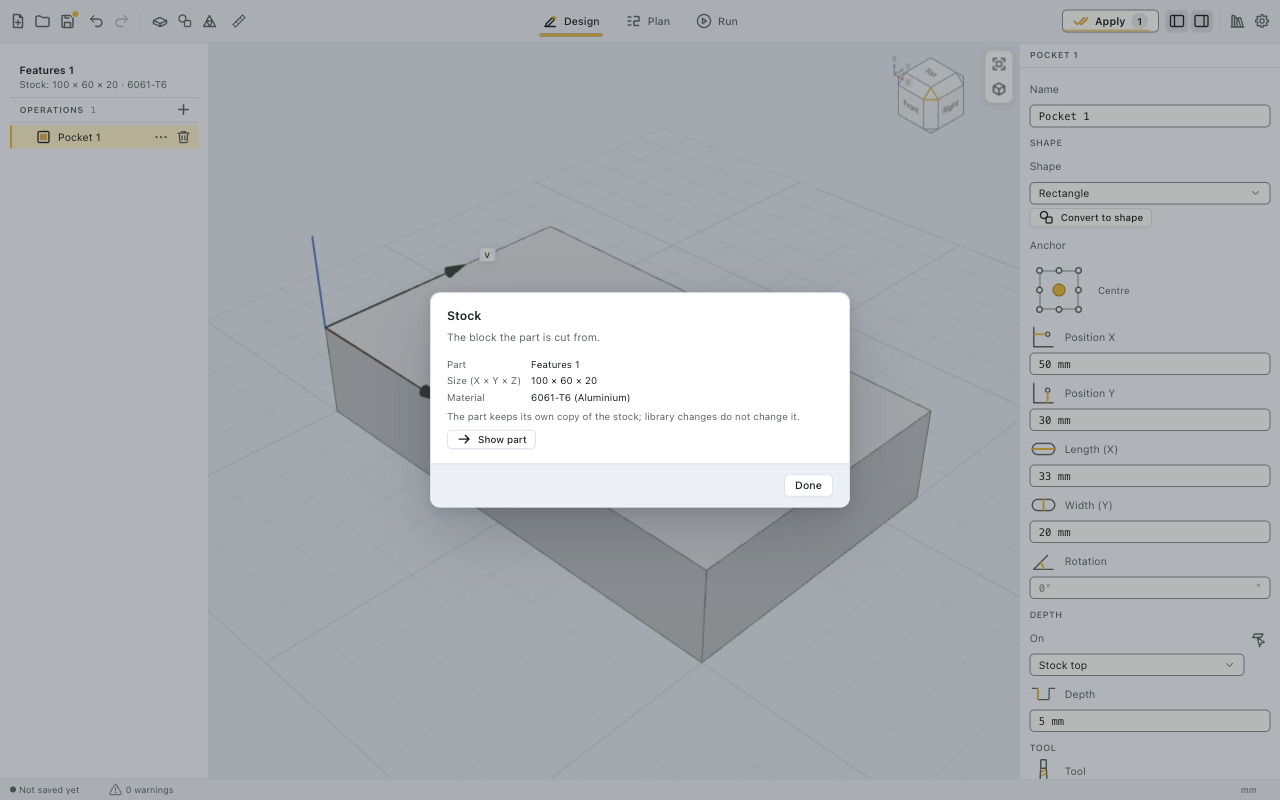 Design
Plan
Run
Apply 1
Features 1
Stock: 100 × 60 × 20 · 6061-T6
OPERATIONS 1
Pocket 1
Z
Top
Front
Right
v
Stock
The block the part is cut from.
Part Features 1
Size (X × Y × Z) 100 × 60 × 20
Material 6061-T6 (Aluminium)
The part keeps its own copy of the stock; library changes do not change it.
Show part
Done
POCKET 1
Name
Pocket 1
SHAPE
Shape
Rectangle
Convert to shape
Anchor
Centre
Position X
50 mm
Position Y
30 mm
Length (X)
33 mm
Width (Y)
20 mm
Rotation
0° °
DEPTH
On
Stock top
Depth
5 mm
TOOL
Tool
Not saved yet
0 warnings
mm